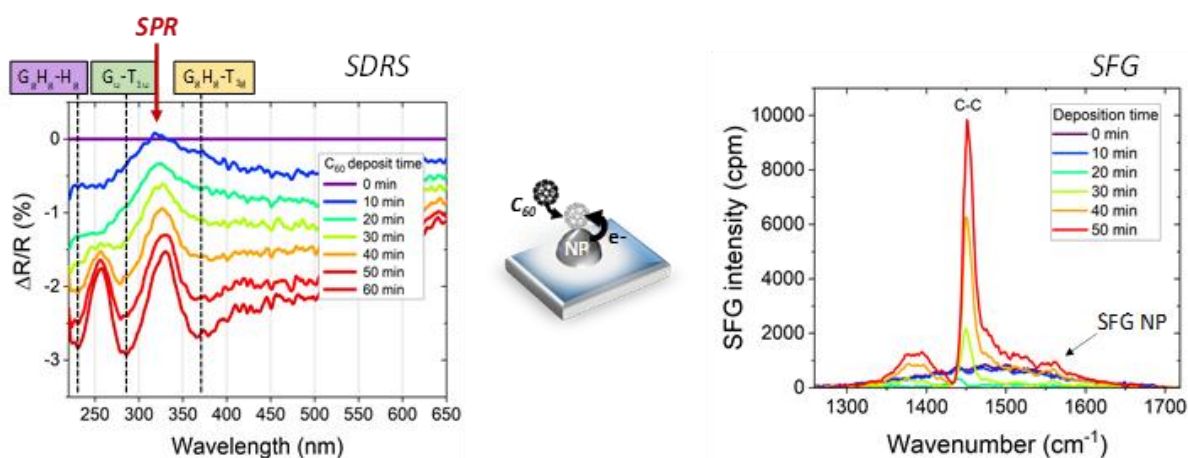 SPR
GgHg-Hg
Gu-T1u
GgHg-T3g
SDRS
0
-1
-2
-3
ΔR/R (%)
C60 deposit time
0 min
10 min
20 min
30 min
40 min
50 min
60 min
250 300 350 400 450 500 550 600 650
Wavelength (nm)
C60
NP
e-
SFG
C-C
10000
8000
6000
4000
2000
0
SFG intensity (cpm)
Deposition time
0 min
10 min
20 min
30 min
40 min
50 min
SFG NP
1300 1400 1500 1600 1700
Wavenumber (cm-1)